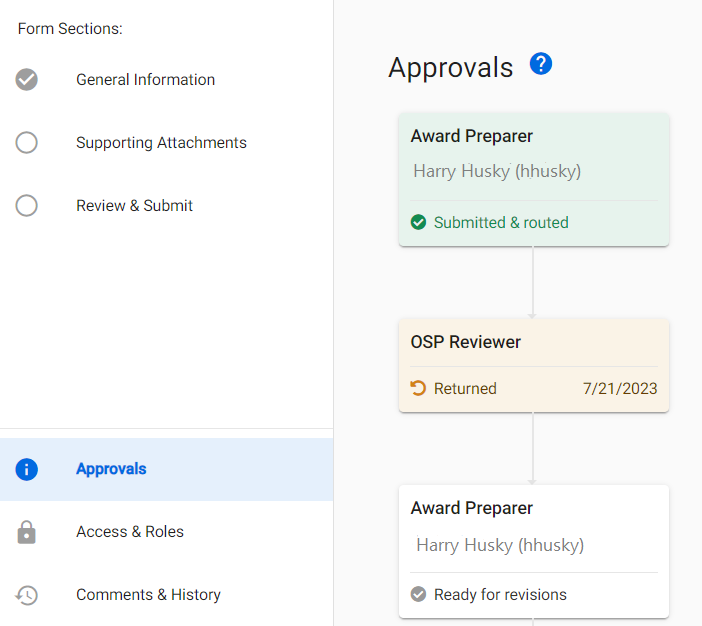 Form Sections:
General Information
Supporting Attachments
Review & Submit
Approvals
Access & Roles
Comments & History
Approvals ?
Award Preparer
Harry Husky (hhusky)
Submitted & routed
OSP Reviewer
Returned 7/21/2023
Award Preparer
Harry Husky (hhusky)
Ready for revisions